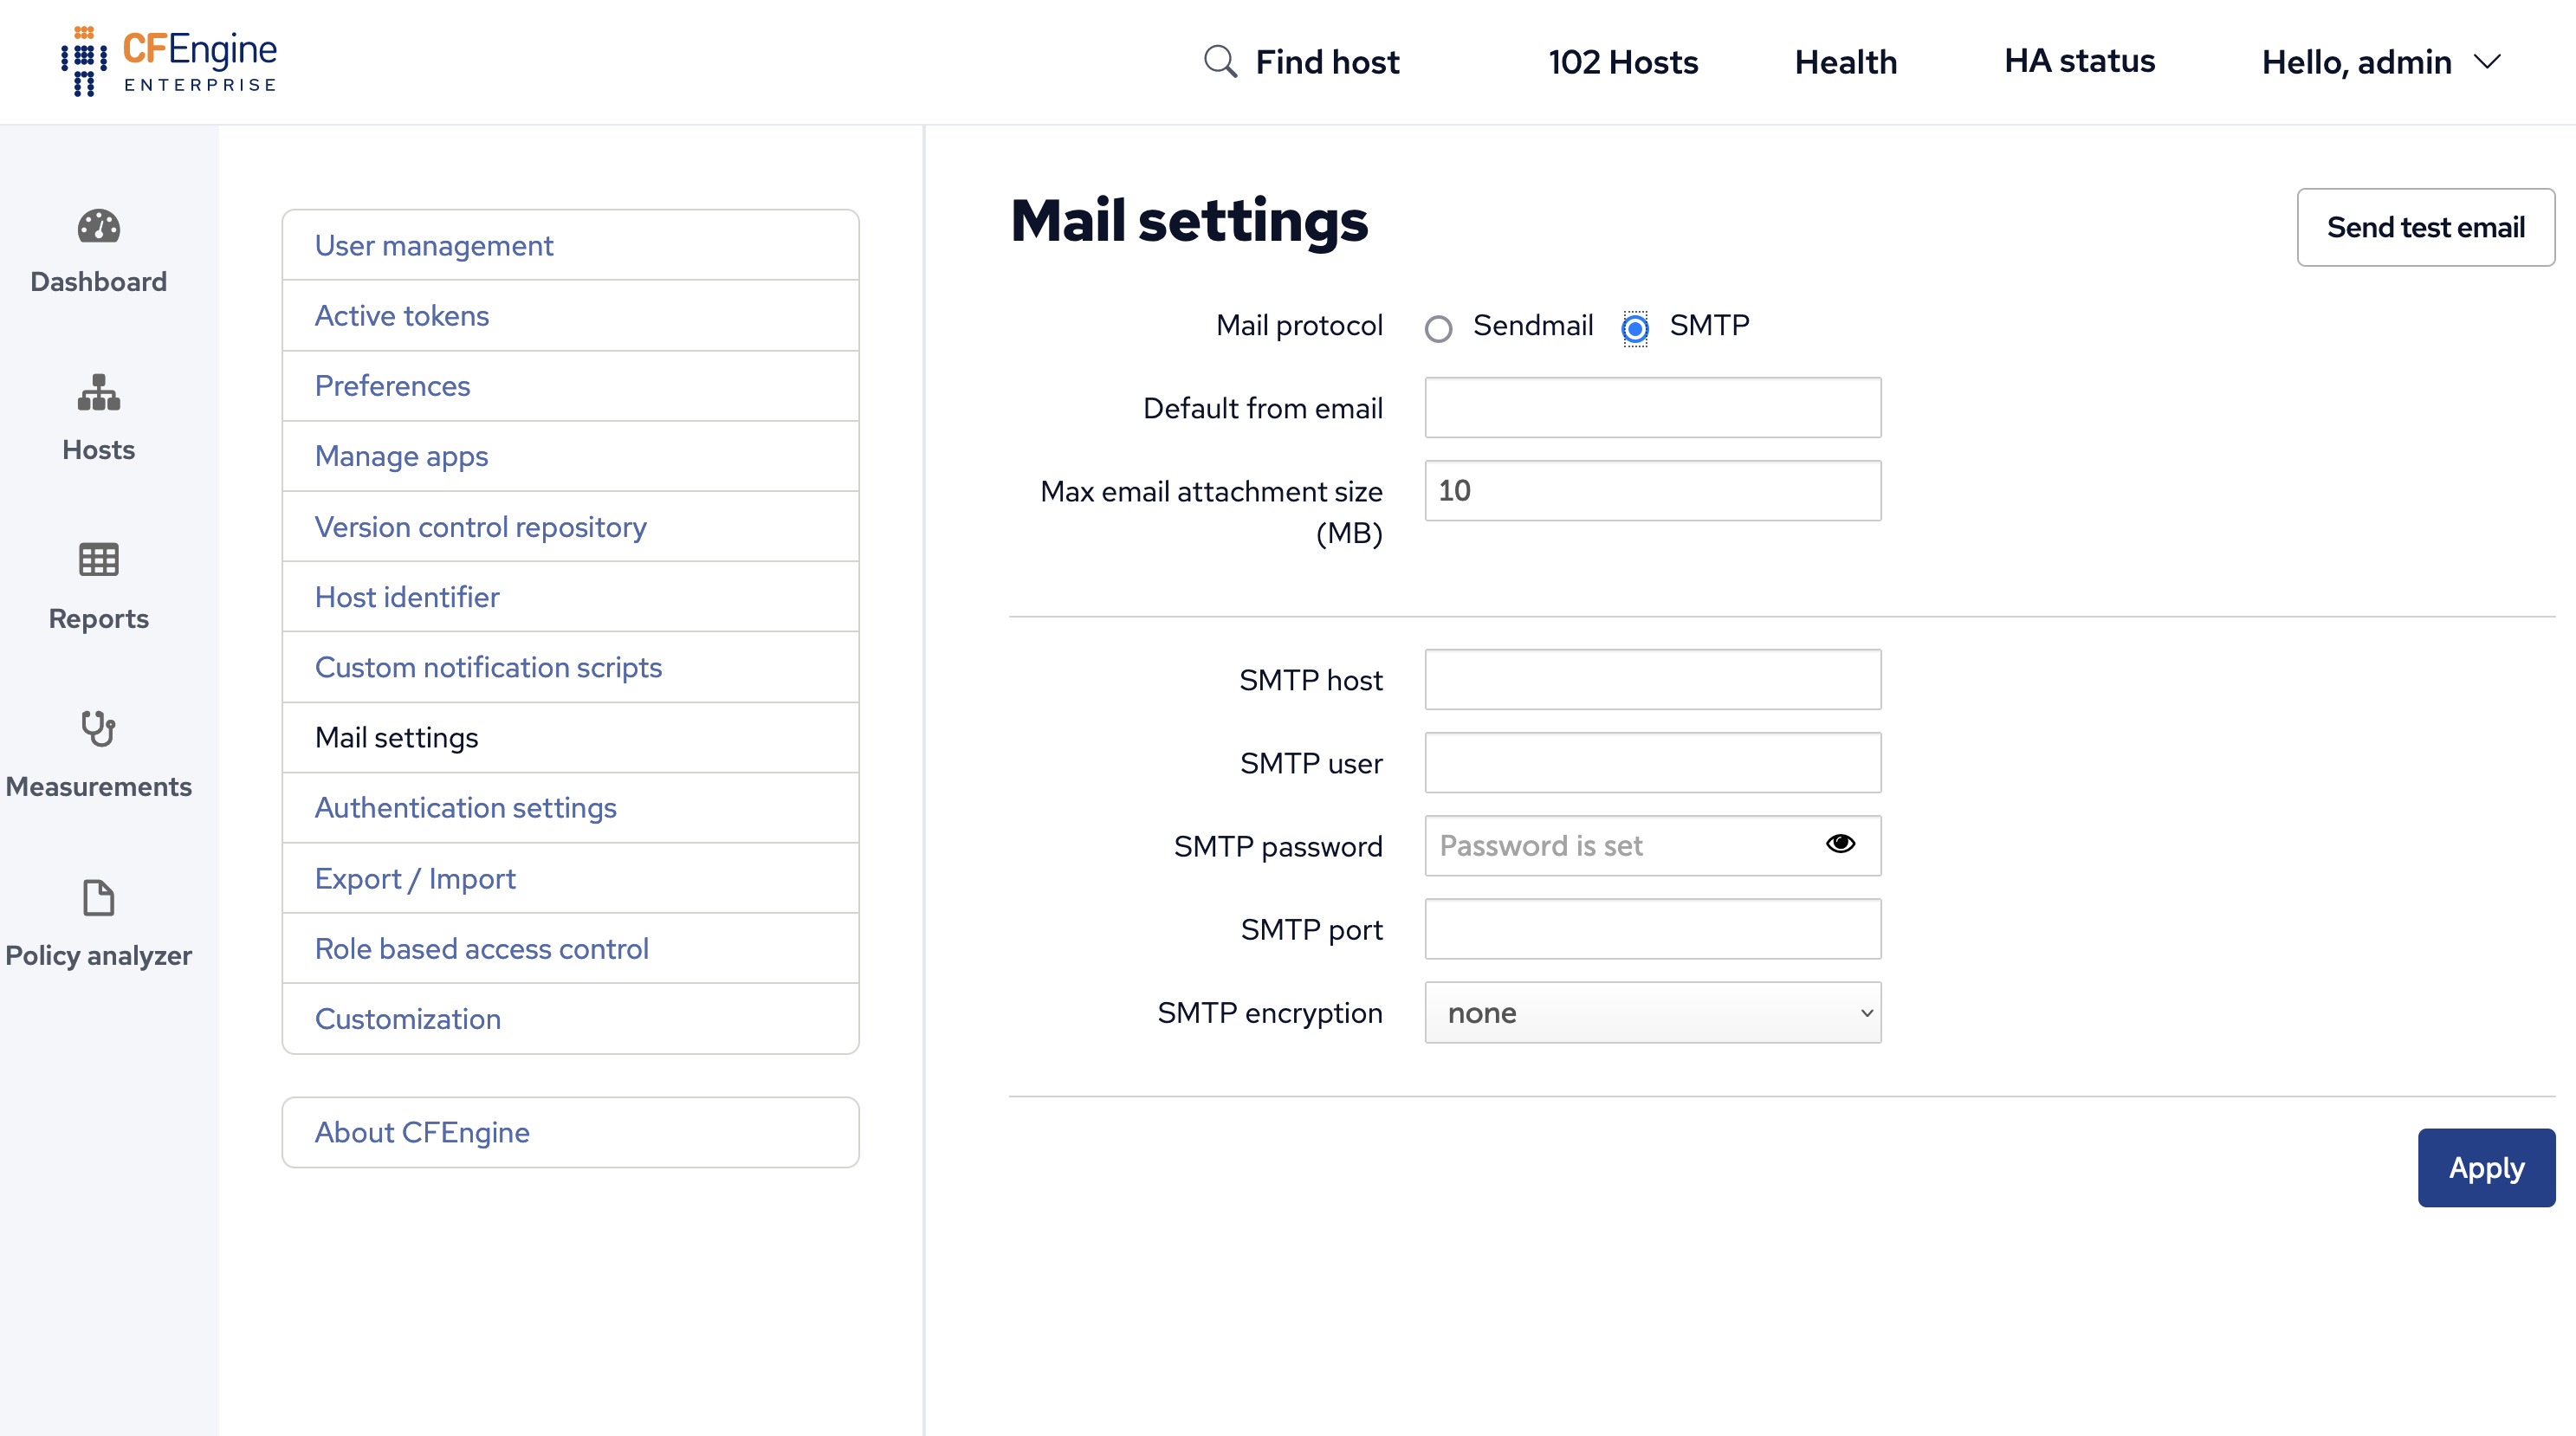 CFEngine
ENTERPRISE
Find host
102 Hosts
Health
HA status
Hello, admin
Dashboard
Hosts
Reports
Measurements
Policy analyzer
User management
Active tokens
Preferences
Manage apps
Version control repository
Host identifier
Custom notification scripts
Mail settings
Authentication settings
Export / Import
Role based access control
Customization
About CFEngine
Mail settings
Send test email
Mail protocol
Sendmail
SMTP
Default from email
Max email attachment size
(MB)
10
SMTP host
SMTP user
SMTP password
Password is set
SMTP port
SMTP encryption
none
Apply